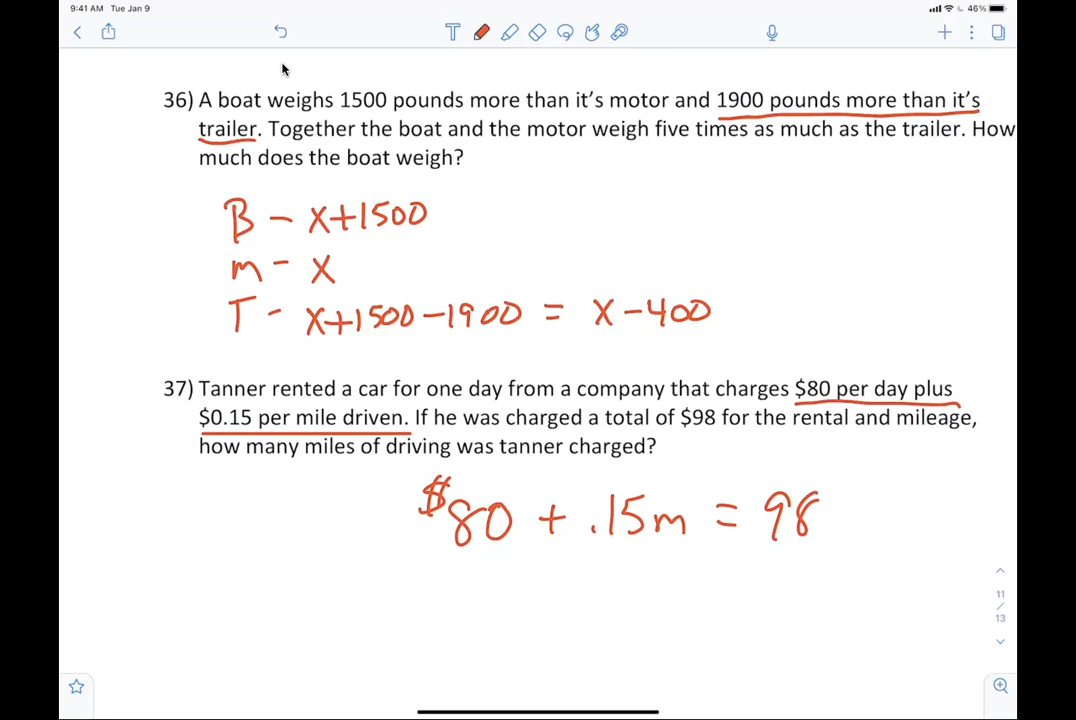 9:41 AM Tue Jan 9
46%
T
36) A boat weighs 1500 pounds more than it's motor and 1900 pounds more than it's
trailer. Together the boat and the motor weigh five times as much as the trailer. How
much does the boat weigh?
B - x+1500
m - x
T - x+1500-1900 = x-400
37) Tanner rented a car for one day from a company that charges $80 per day plus
$0.15 per mile driven. If he was charged a total of $98 for the rental and mileage,
how many miles of driving was tanner charged?
$80 + .15m = 98
11
/
13